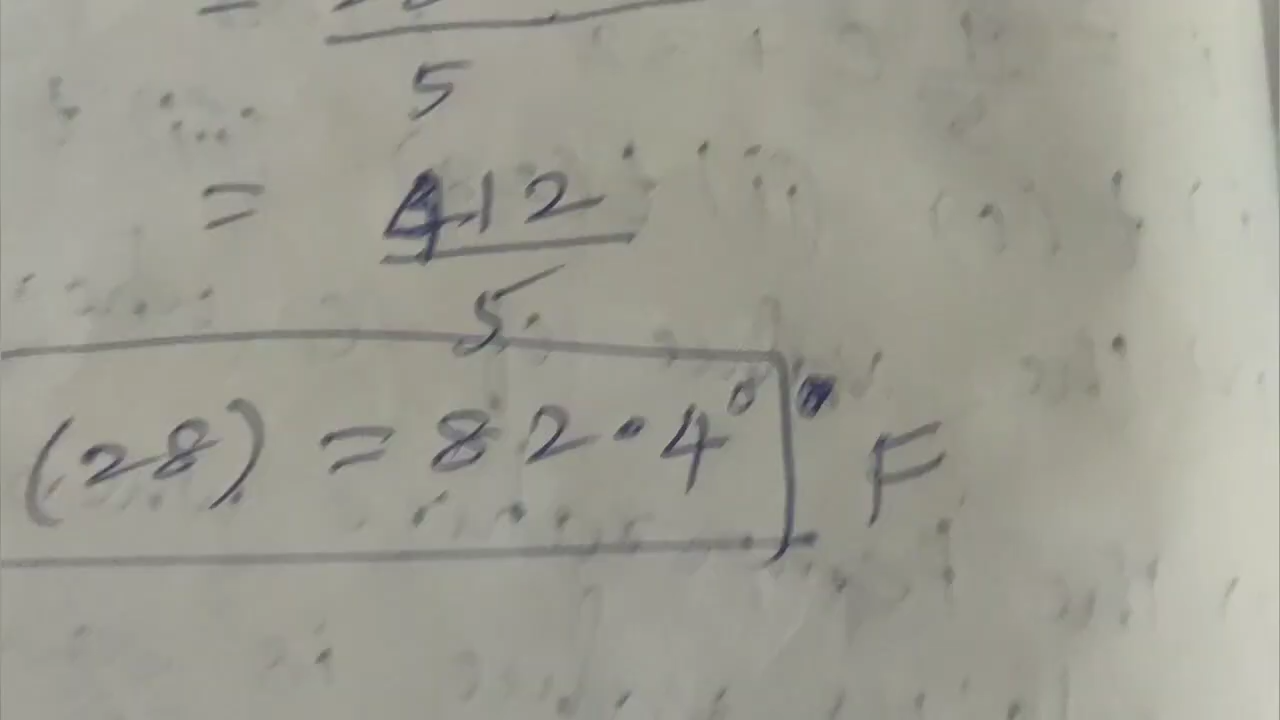 =
5
= 412
5
(28) = 82.4° ° F